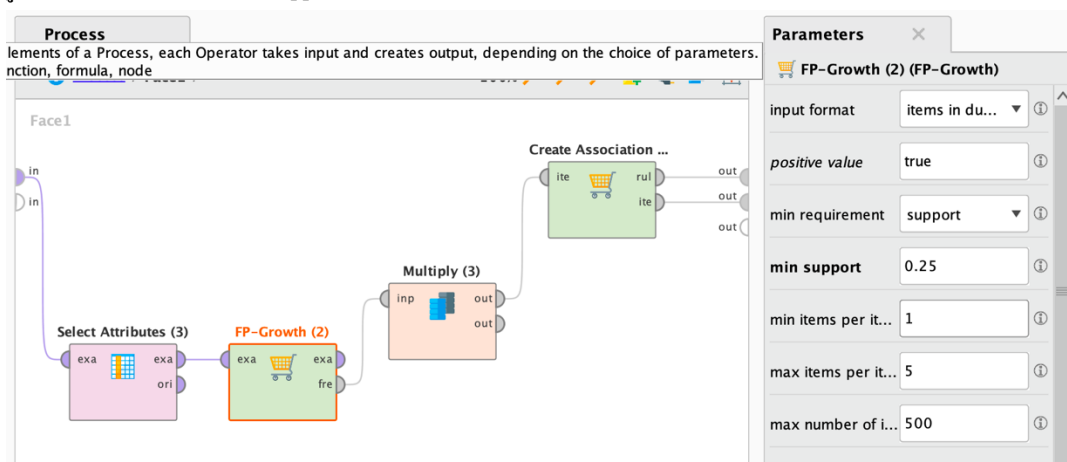 Process
lements of a Process, each Operator takes input and creates output, depending on the choice of parameters.
nction, formula, node
Face1
in
in
Select Attributes (3)
exa
exa
ori
FP-Growth (2)
exa
exa
fre
Multiply (3)
inp
out
out
Create Association ...
ite
rul
ite
out
out
out
Parameters
FP-Growth (2) (FP-Growth)
input format
items in du...
positive value
true
min requirement
support
min support
0.25
min items per it...
1
max items per it...
5
max number of i...
500